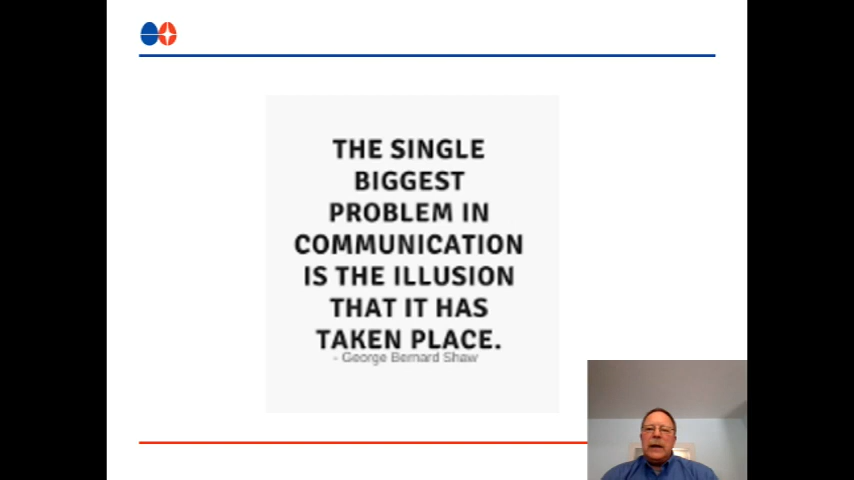 THE SINGLE
BIGGEST
PROBLEM IN
COMMUNICATION
IS THE ILLUSION
THAT IT HAS
TAKEN PLACE.
- George Bernard Shaw